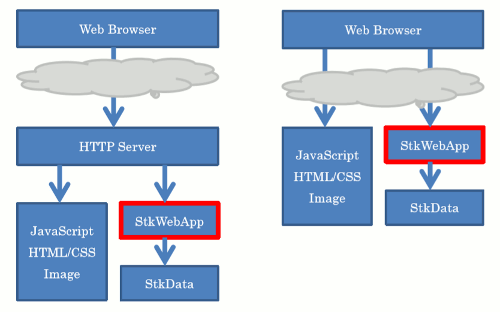 Web Browser
HTTP Server
JavaScript
HTML/CSS
Image
StkWebApp
StkData
Web Browser
JavaScript
HTML/CSS
Image
StkWebApp
StkData